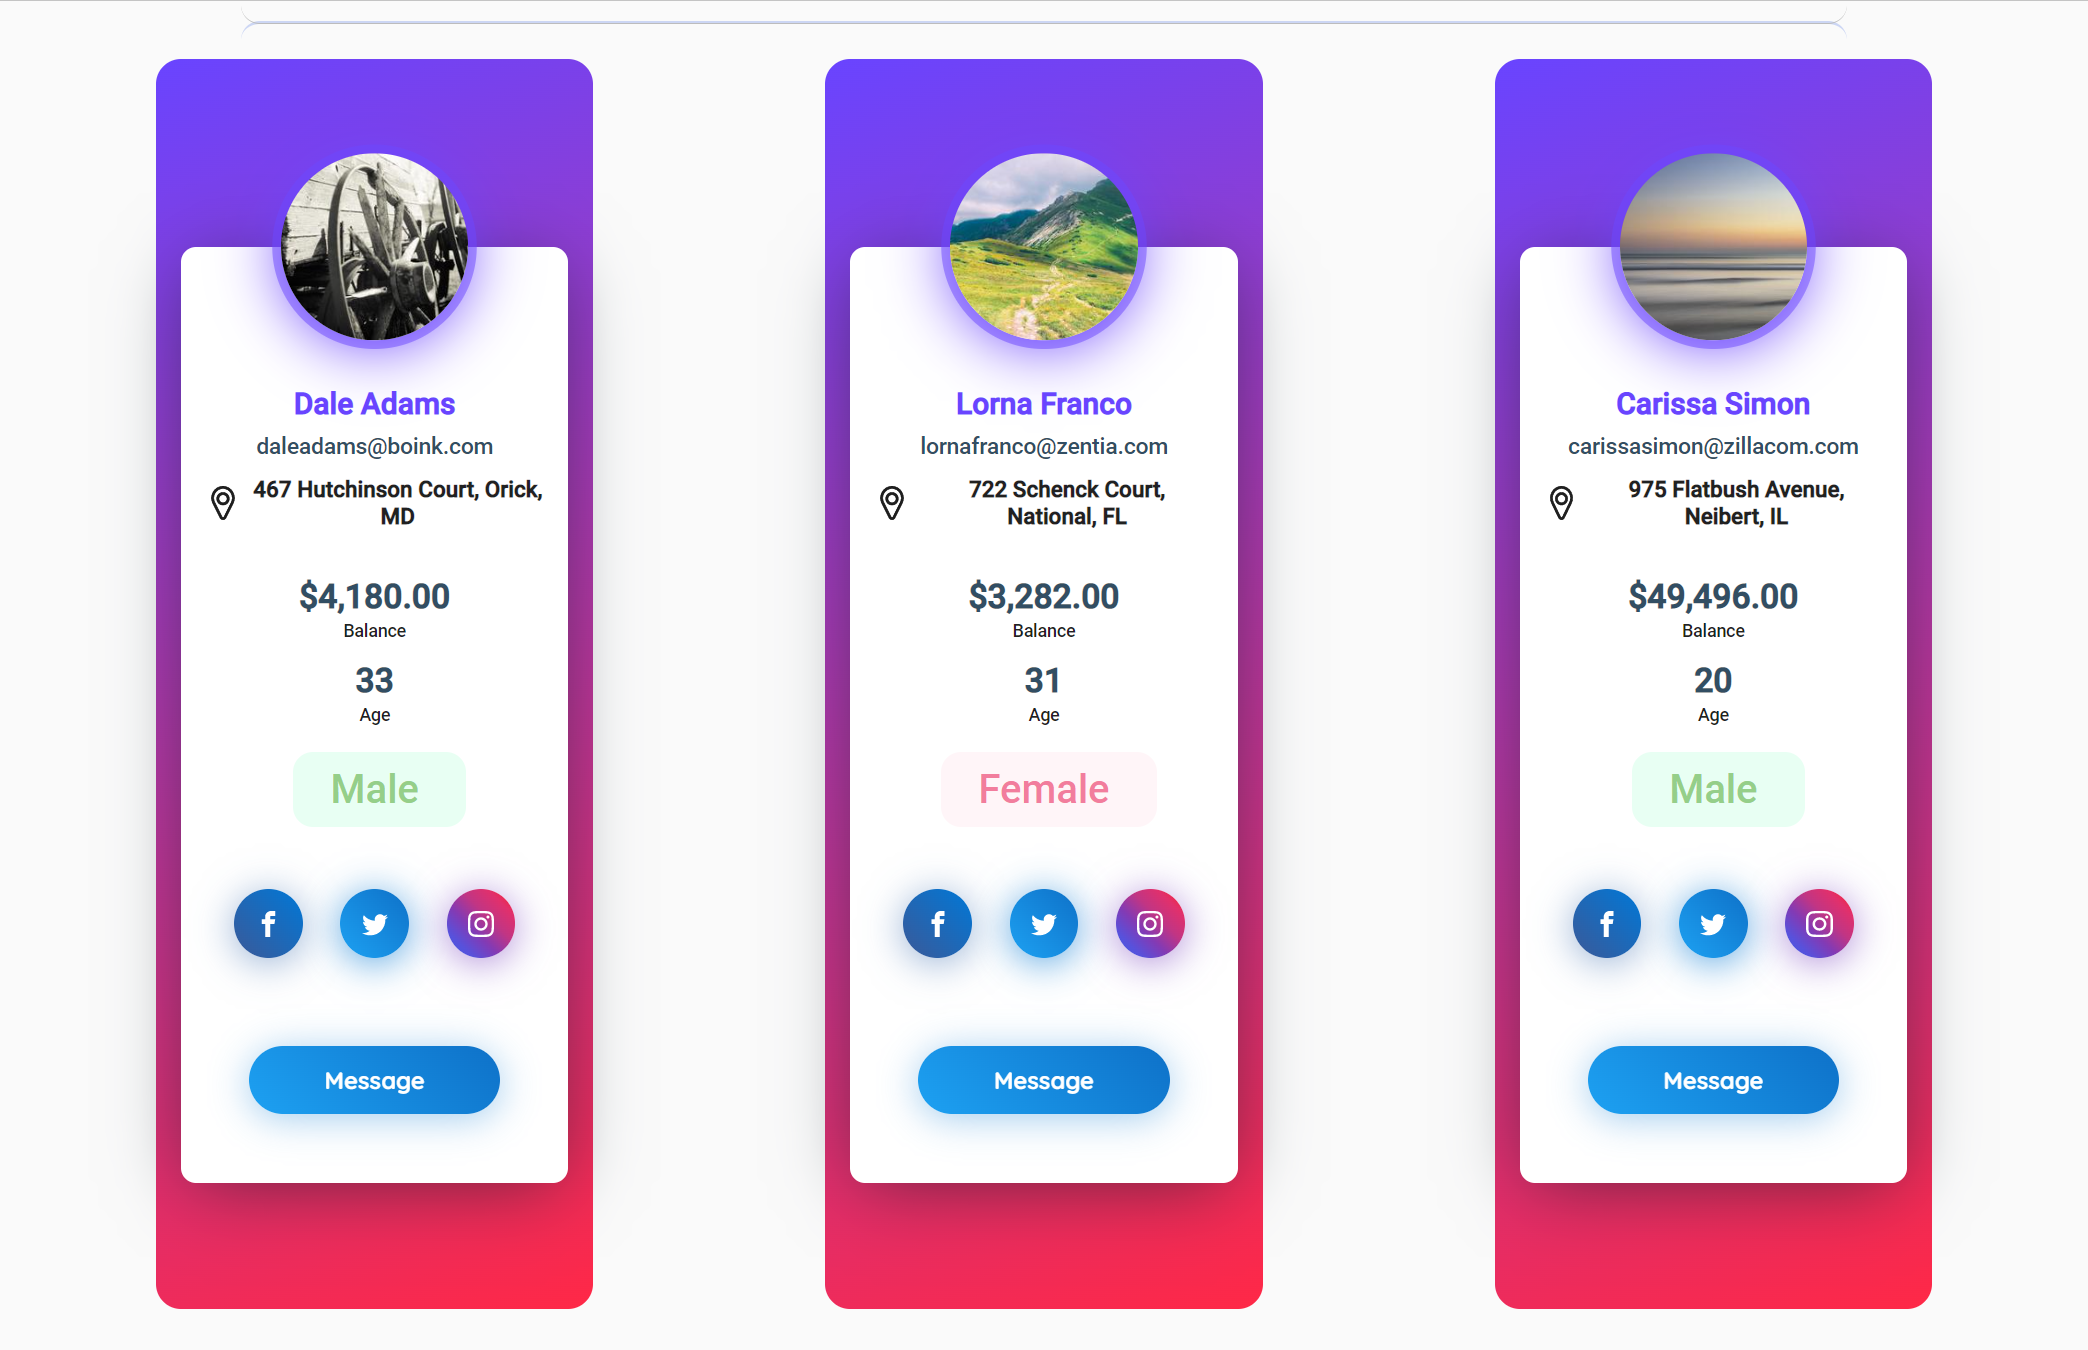 Dale Adams
daleadams@boink.com
467 Hutchinson Court, Orick,
MD
$4,180.00
Balance
33
Age
Male
Message
Lorna Franco
lornafranco@zentia.com
722 Schenck Court,
National, FL
$3,282.00
Balance
31
Age
Female
Message
Carissa Simon
carissasimon@zillacom.com
975 Flatbush Avenue,
Neibert, IL
$49,496.00
Balance
20
Age
Male
Message